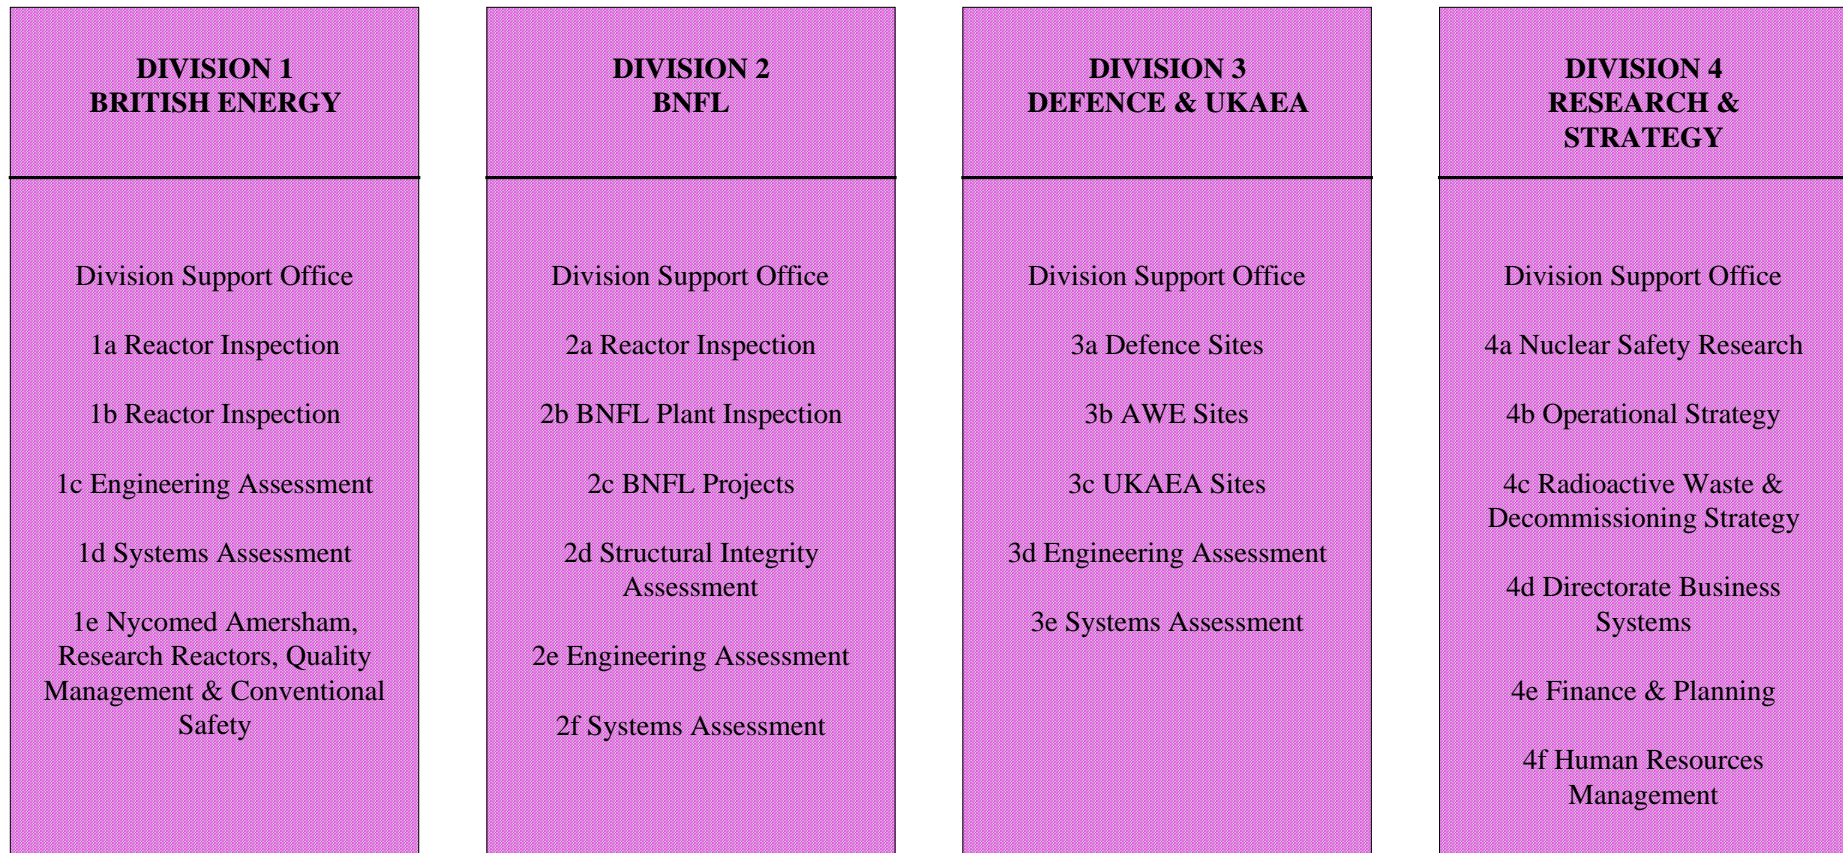 DIVISION 1
BRITISH ENERGY
Division Support Office
1a Reactor Inspection
1b Reactor Inspection
1c Engineering Assessment
1d Systems Assessment
1e Nycomed Amersham,
Research Reactors, Quality
Management & Conventional
Safety
DIVISION 2
BNFL
Division Support Office
2a Reactor Inspection
2b BNFL Plant Inspection
2c BNFL Projects
2d Structural Integrity
Assessment
2e Engineering Assessment
2f Systems Assessment
DIVISION 3
DEFENCE & UKAEA
Division Support Office
3a Defence Sites
3b AWE Sites
3c UKAEA Sites
3d Engineering Assessment
3e Systems Assessment
DIVISION 4
RESEARCH &
STRATEGY
Division Support Office
4a Nuclear Safety Research
4b Operational Strategy
4c Radioactive Waste &
Decommissioning Strategy
4d Directorate Business
Systems
4e Finance & Planning
4f Human Resources
Management